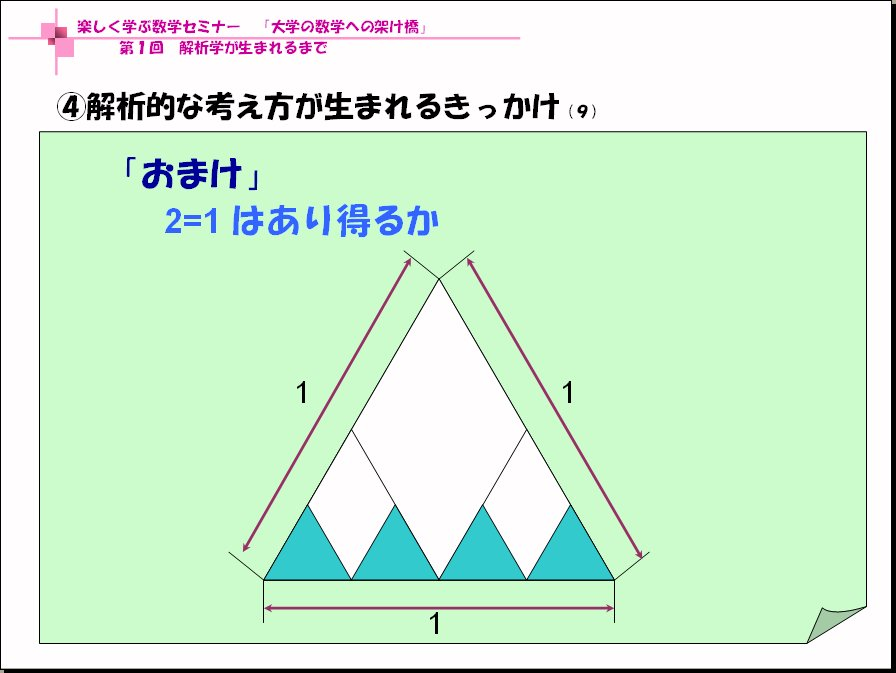 楽しく学ぶ数学セミナー 「大学の数学への架け橋」
第1回 解析学が生まれるまで
④解析的な考え方が生まれるきっかけ(9)
「おまけ」
2=1 はあり得るか
1
1
1